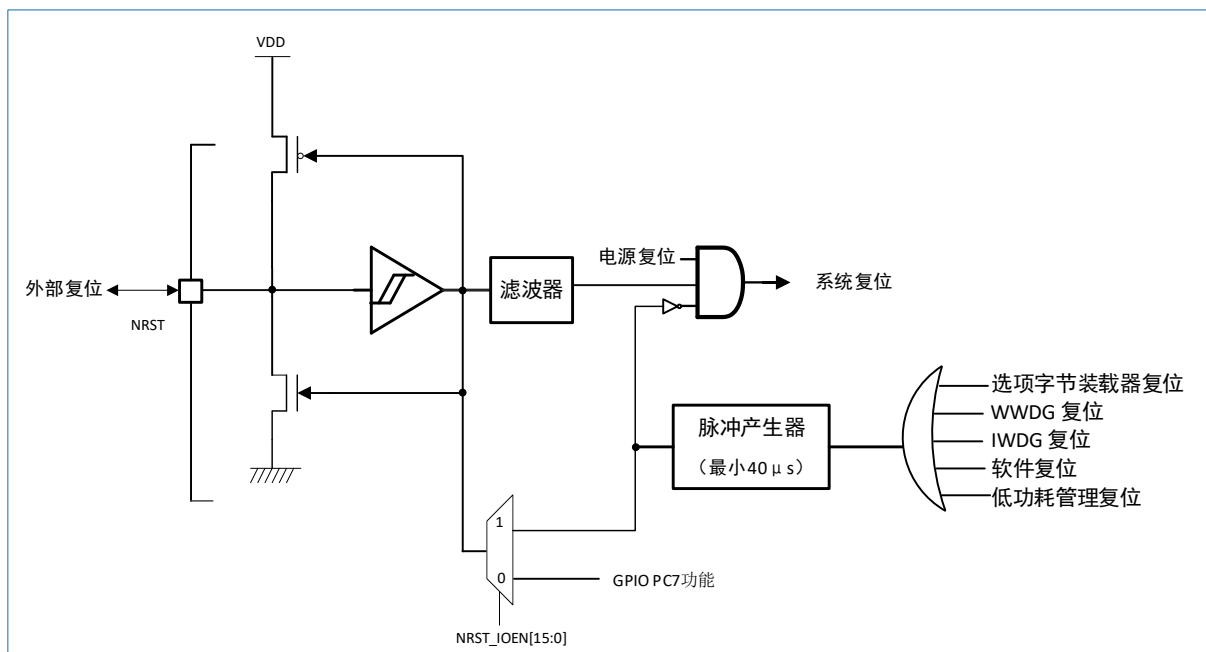 VDD
外部复位
NRST
滤波器
电源复位
系统复位
脉冲产生器
（最小40μs）
选项字节装载器复位
WWDG 复位
IWDG 复位
软件复位
低功耗管理复位
1
0
GPIO PC7功能
NRST_IOEN[15:0]